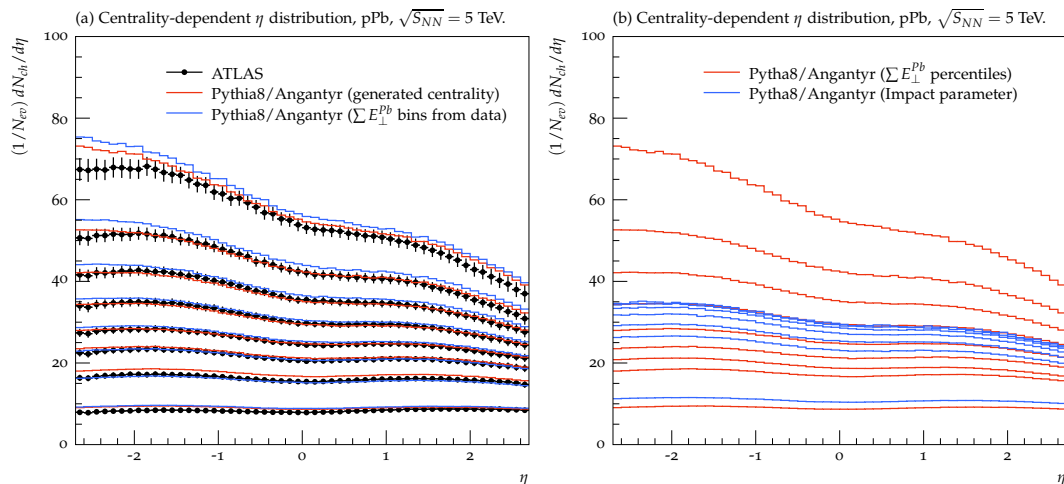 (a) Centrality-dependent η distribution, pPb, √S_NN = 5 TeV.
(1/N_ev) dN_ch/dη
100
80
60
40
20
0
ATLAS
Pythia8/Angantyr (generated centrality)
Pythia8/Angantyr (∑ E_⊥^Pb bins from data)
-2
-1
0
1
2
η
(b) Centrality-dependent η distribution, pPb, √S_NN = 5 TeV.
(1/N_ev) dN_ch/dη
100
80
60
40
20
0
Pytha8/Angantyr (∑ E_⊥^Pb percentiles)
Pytha8/Angantyr (Impact parameter)
-2
-1
0
1
2
η